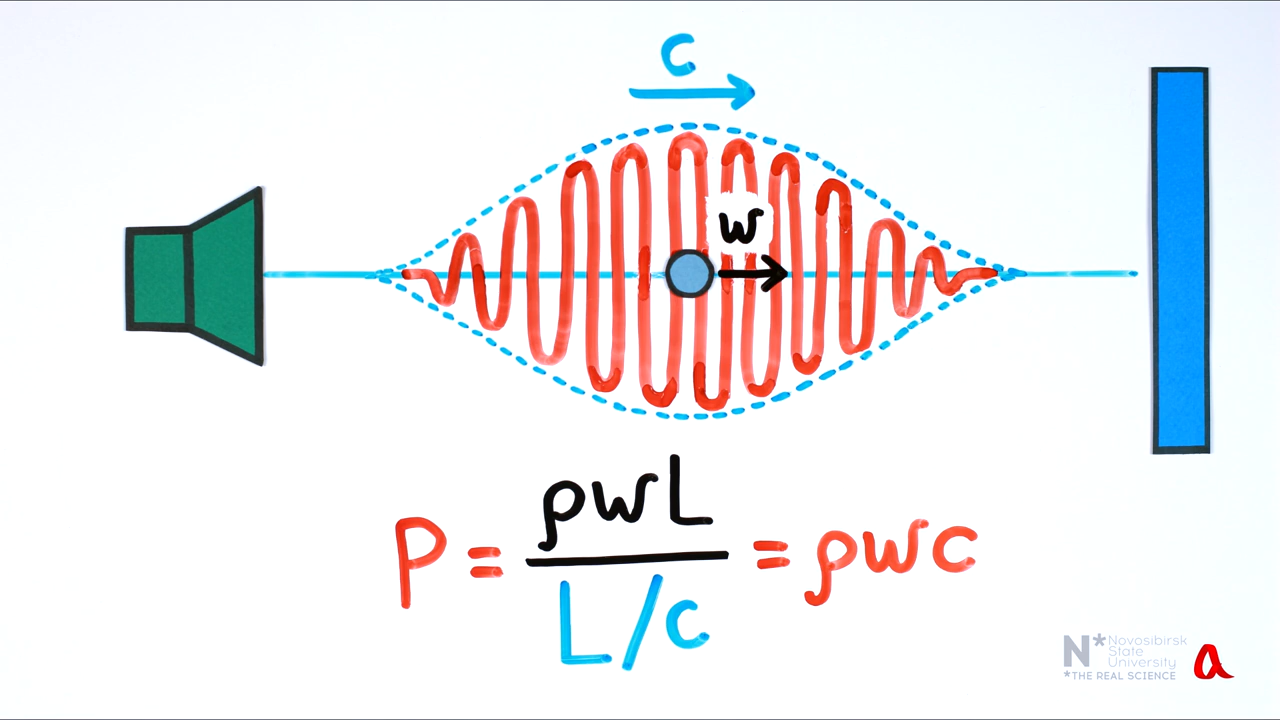 c
w
ρwL
P = ――― = ρwc
L/c
N* Novosibirsk
State
University
*THE REAL SCIENCE
a